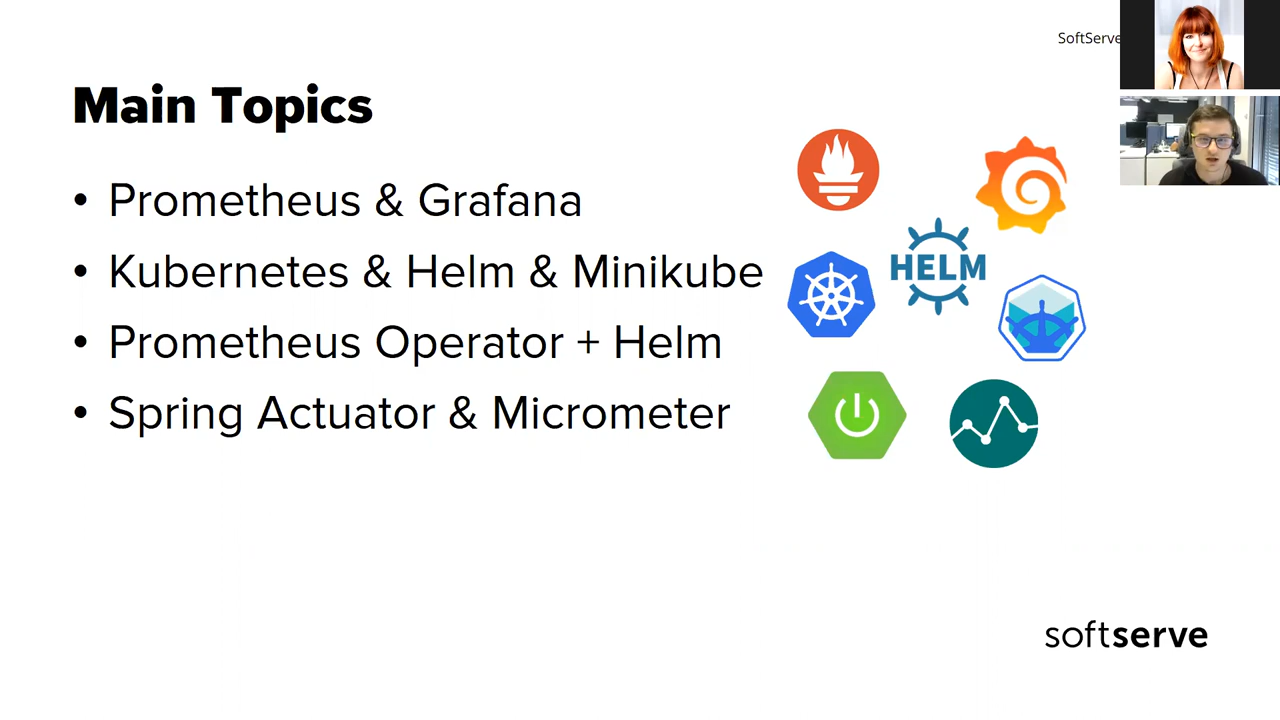 SoftServe
Main Topics
• Prometheus & Grafana
• Kubernetes & Helm & Minikube
• Prometheus Operator + Helm
• Spring Actuator & Micrometer
HELM
softserve